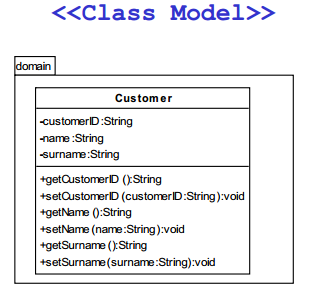 <<Class Model>>
domain
Customer
-customerID:String
-name:String
-surname:String
+getCustomerID ():String
+setCustomerID (customerID:String):void
+getName ():String
+setName (name:String):void
+getSurname ():String
+setSurname (surname:String):void